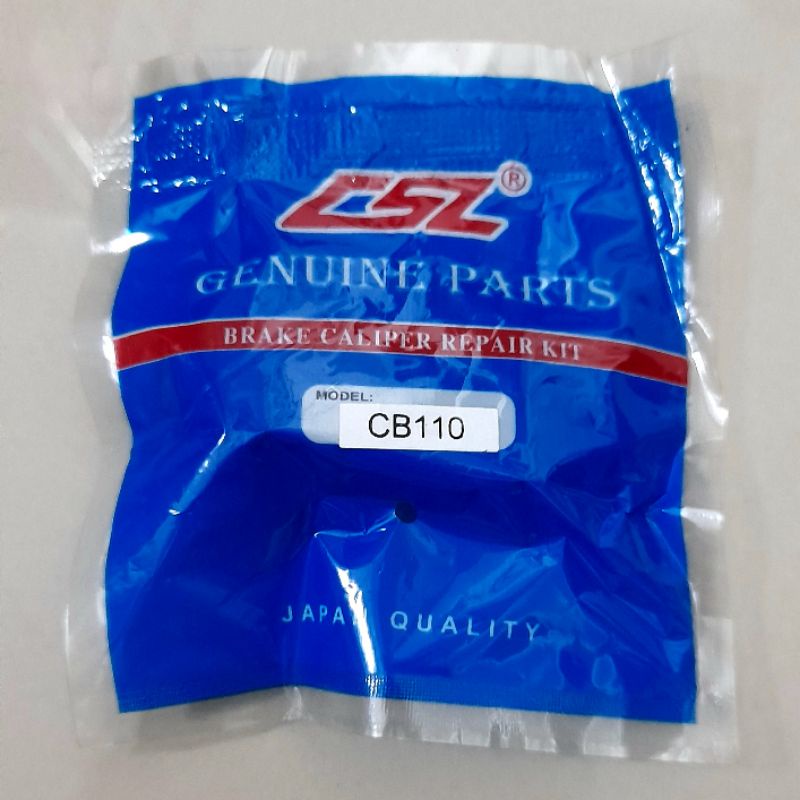 CSL®
GENUINE PARTS
BRAKE CALIPER REPAIR KIT
MODEL:
CB110
JAPAN QUALITY